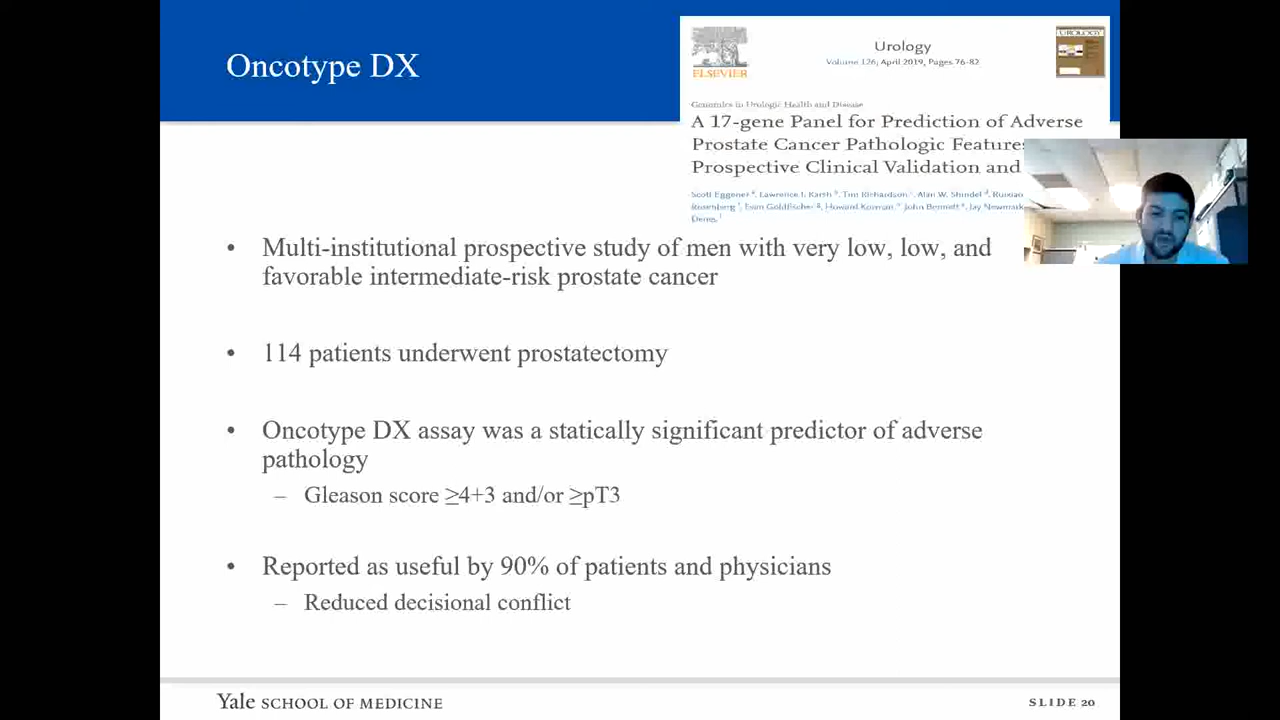 Oncotype DX
ELSEVIER
Urology
Volume 126, April 2019, Pages 76-82
UROLOGY
Genomics in Urologic Health and Disease
A 17-gene Panel for Prediction of Adverse
Prostate Cancer Pathologic Features
Prospective Clinical Validation and
Scott Eggener a, Lawrence I. Karsh b, Tim Richardson c, Alan W. Shindel d,
Rosenberg f, Evan Goldfischer g, Howard Korman h, John Bennett, Jay Newmark
• Multi-institutional prospective study of men with very low, low, and
favorable intermediate-risk prostate cancer
• 114 patients underwent prostatectomy
• Oncotype DX assay was a statically significant predictor of adverse
pathology
– Gleason score ≥4+3 and/or ≥pT3
• Reported as useful by 90% of patients and physicians
– Reduced decisional conflict
Yale SCHOOL OF MEDICINE
SLIDE 20